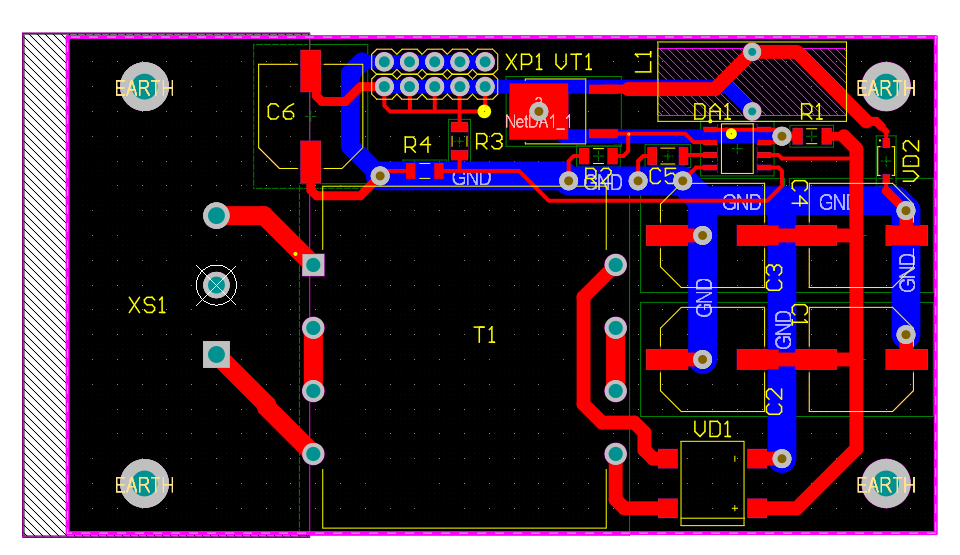 XP1 VT1
L1
EARTH
EARTH
C6
2
NetDA1_1
DA1
R1
R4
R3
VD2
GND
R2
GND
C5
C4
GND
GND
XS1
C3
GND
GND
T1
C1
GND
C2
VD1
-
EARTH
EARTH
+